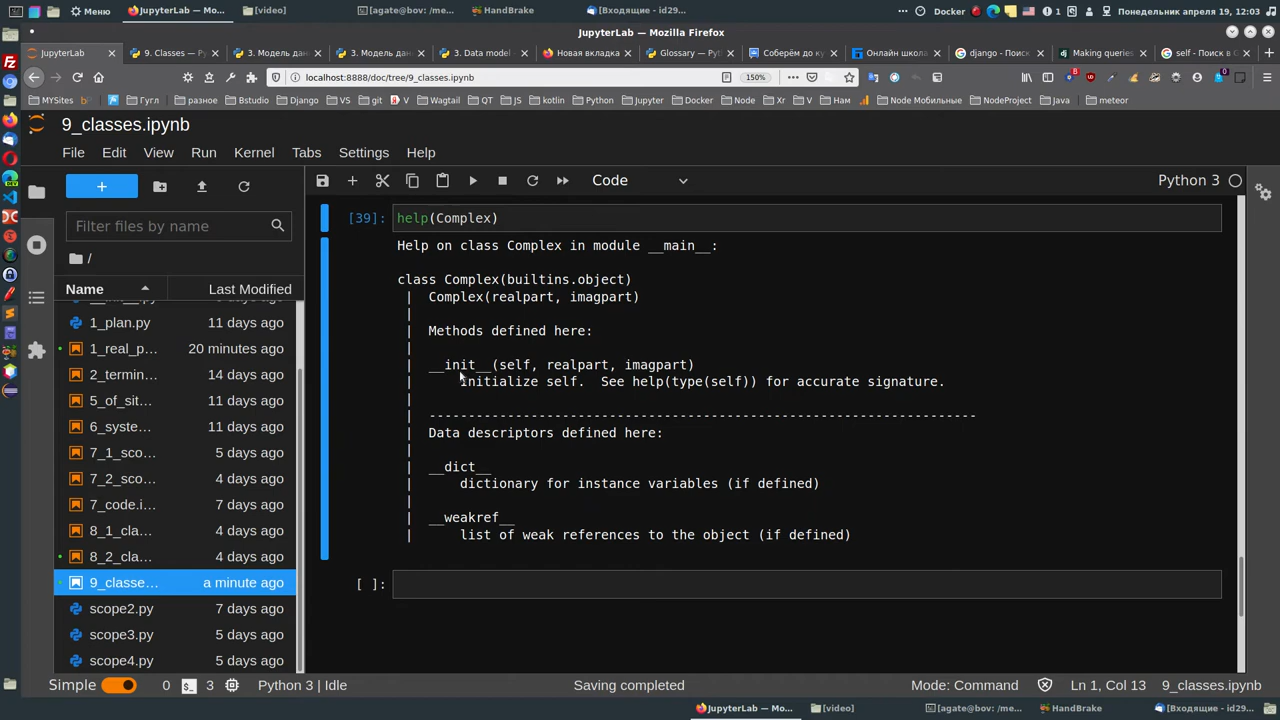 Меню
JupyterLab — Mo...
[video]
[agate@bov: /me...
HandBrake
[Входящие - id29...
Docker
1
Понедельник apr 19, 12:03
JupyterLab — Mozilla Firefox
JupyterLab
9. Classes — Py
3. Модель дан
3. Модель дан
3. Data model
Новая вкладка
Glossary — Pyth
Соберём до ку
Онлайн школа
django - Поиск
Making queries
self - Поиск в G
localhost:8888/doc/tree/9_classes.ipynb
150%
MYSites
Гугл
разное
Bstudio
Django
VS
git
V
Wagtail
QT
JS
kotlin
Python
Jupyter
Docker
Node
Xr
V
Нам
Node Мобильные
NodeProject
Java
meteor
9_classes.ipynb
File
Edit
View
Run
Kernel
Tabs
Settings
Help
Code
Python 3
Filter files by name
/
Name
Last Modified
1_plan.py 11 days ago
1_real_p... 20 minutes ago
2_termin... 14 days ago
5_of_sit... 11 days ago
6_syste... 11 days ago
7_1_sco... 5 days ago
7_2_sco... 4 days ago
7_code.i... 7 days ago
8_1_cla... 4 days ago
8_2_cla... 4 days ago
9_classe... a minute ago
scope2.py 7 days ago
scope3.py 5 days ago
scope4.py 5 days ago
[39]: help(Complex)
Help on class Complex in module __main__:
class Complex(builtins.object)
| Complex(realpart, imagpart)
|
| Methods defined here:
|
| __init__(self, realpart, imagpart)
| Initialize self. See help(type(self)) for accurate signature.
|
| ----------------------------------------------------------------------
| Data descriptors defined here:
|
| __dict__
| dictionary for instance variables (if defined)
|
| __weakref__
| list of weak references to the object (if defined)
[ ]:
Simple
0
3
Python 3 | Idle
Saving completed
Mode: Command
Ln 1, Col 13
9_classes.ipynb
JupyterLab — Mo...
[video]
[agate@bov: /me...
HandBrake
[Входящие - id29...